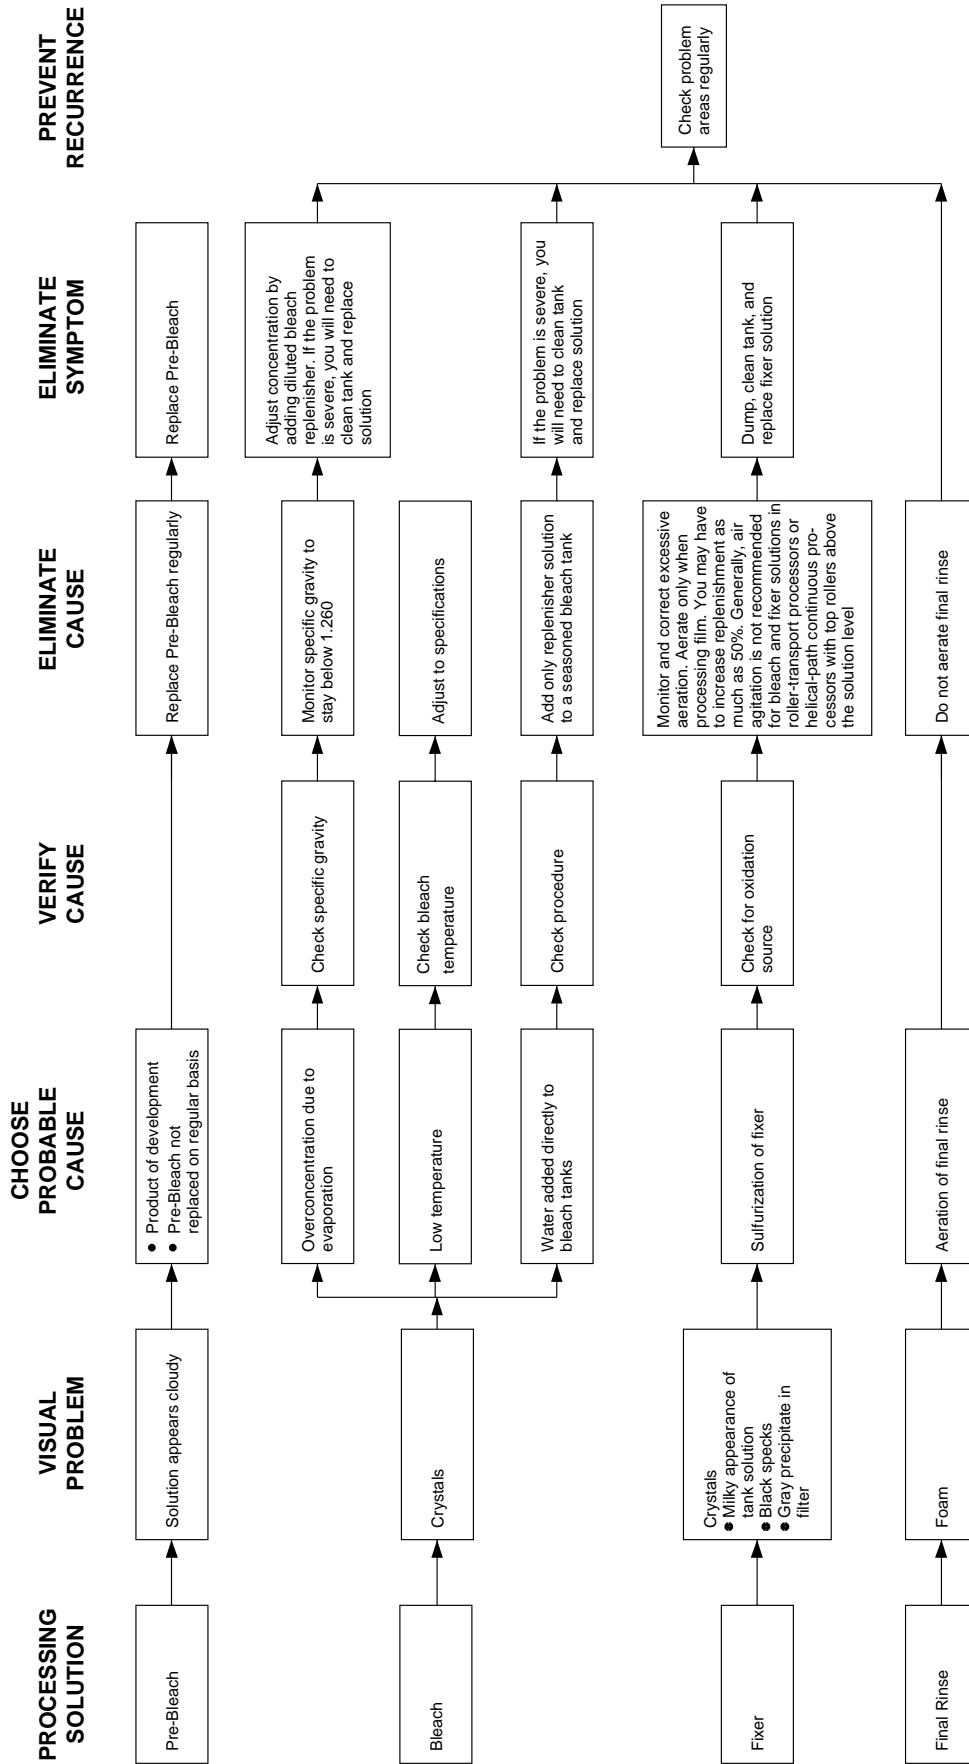 PROCESSING
SOLUTION
VISUAL
PROBLEM
CHOOSE
PROBABLE
CAUSE
VERIFY
CAUSE
ELIMINATE
CAUSE
ELIMINATE
SYMPTOM
PREVENT
RECURRENCE
Pre-Bleach
Solution appears cloudy
● Product of development
● Pre-Bleach not
replaced on regular basis
Replace Pre-Bleach regularly
Replace Pre-Bleach
Bleach
Crystals
Overconcentration due to
evaporation
Check specific gravity
Monitor specific gravity to
stay below 1.260
Adjust concentration by
adding diluted bleach
replenisher. If the problem
is severe, you will need to
clean tank and replace
solution
Low temperature
Check bleach
temperature
Adjust to specifications
Water added directly to
bleach tanks
Check procedure
Add only replenisher solution
to a seasoned bleach tank
If the problem is severe, you
will need to clean tank
and replace solution
Fixer
Crystals
● Milky appearance of
tank solution
● Black specks
● Gray precipitate in
filter
Sulfurization of fixer
Check for oxidation
source
Monitor and correct excessive
aeration. Aerate only when
processing film. You may have
to increase replenishment as
much as 50%. Generally, air
agitation is not recommended
for bleach and fixer solutions in
roller-transport processors or
helical-path continuous pro-
cessors with top rollers above
the solution level
Dump, clean tank, and
replace fixer solution
Final Rinse
Foam
Aeration of final rinse
Do not aerate final rinse
Check problem
areas regularly